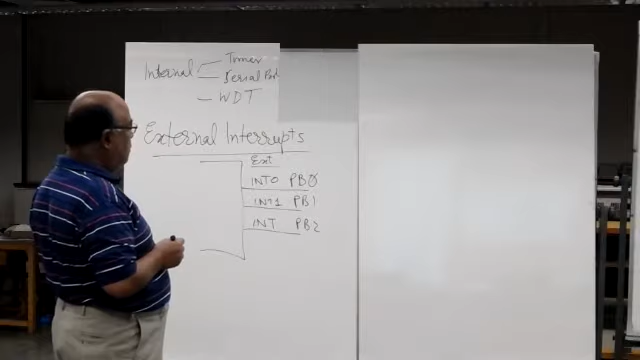 Internal Timer
Serial Port
WDT
External Interrupts
Ext
INT0 PB0
INT1 PB1
INT PB2